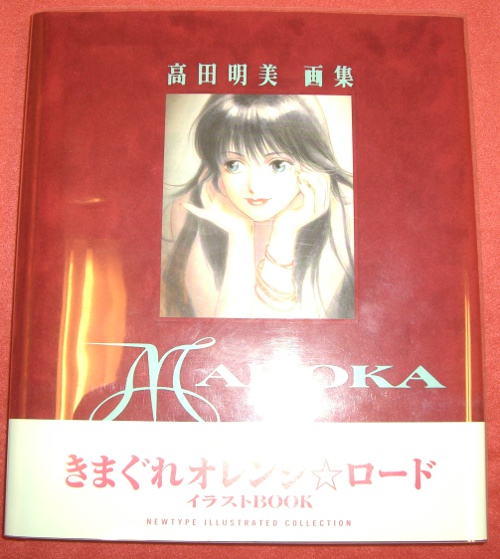 高田明美 画集
MADOKA
きまぐれオレンジ☆ロード
イラストBOOK
NEWTYPE ILLUSTRATED COLLECTION